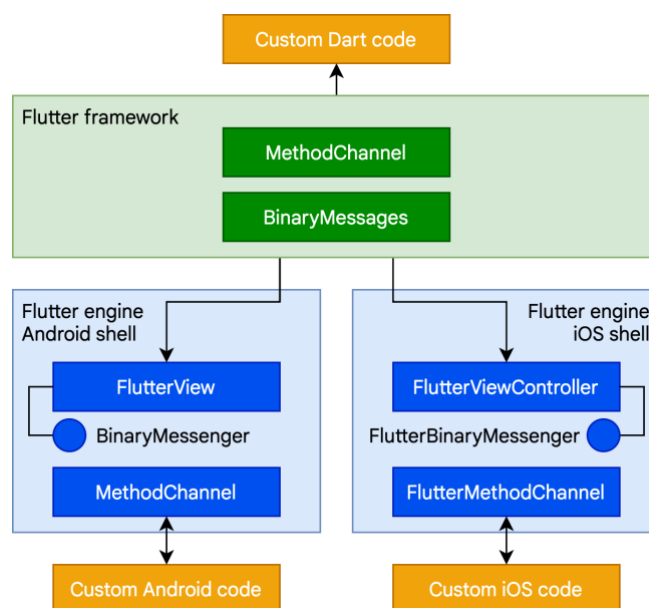 Custom Dart code
Flutter framework
MethodChannel
BinaryMessages
Flutter engine
Android shell
FlutterView
BinaryMessenger
MethodChannel
Custom Android code
Flutter engine
iOS shell
FlutterViewController
FlutterBinaryMessenger
FlutterMethodChannel
Custom iOS code